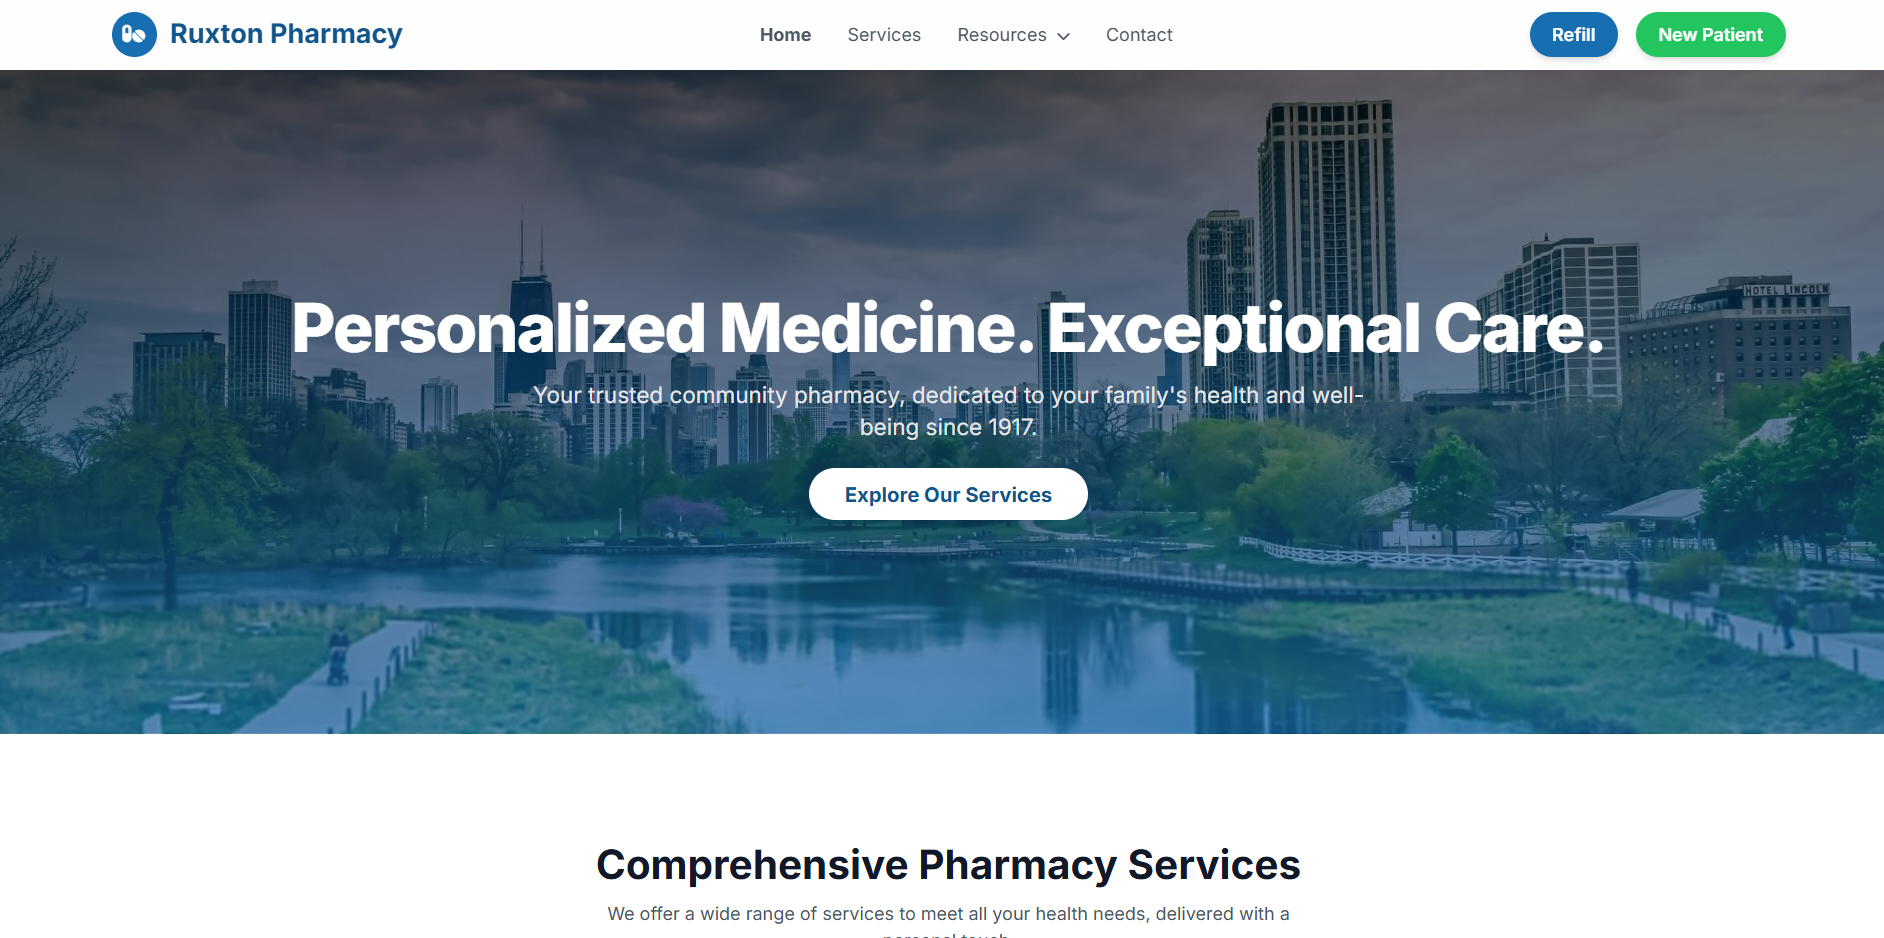 Ruxton Pharmacy
Home Services Resources Contact
Refill New Patient
HOTEL LINCOLN
Personalized Medicine. Exceptional Care.
Your trusted community pharmacy, dedicated to your family's health and well-
being since 1917.
Explore Our Services
Comprehensive Pharmacy Services
We offer a wide range of services to meet all your health needs, delivered with a
personal touch.